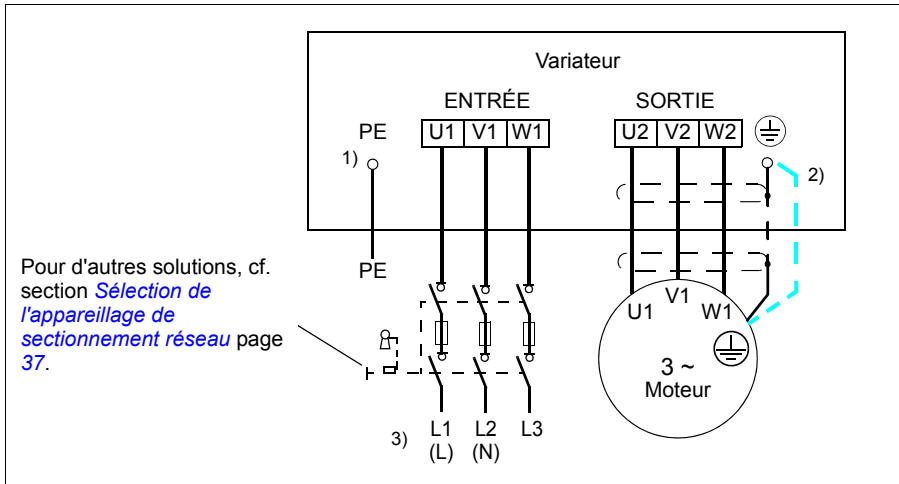 Variateur
ENTRÉE
SORTIE
PE
U1 V1 W1
U2 V2 W2
1)
2)
PE
Pour d'autres solutions, cf.
section Sélection de
l'appareillage de
sectionnement réseau page
37.
U1
V1
W1
3 ~
Moteur
3)
L1
L2
L3
(L)
(N)